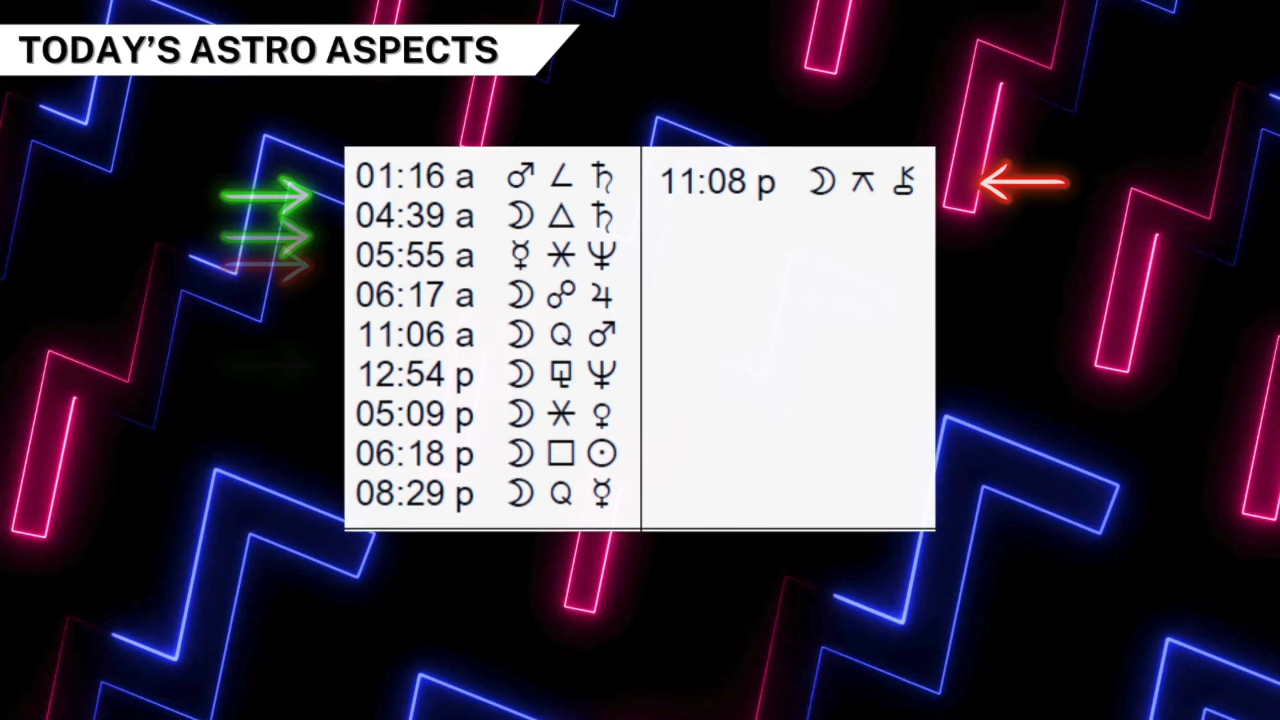 TODAY'S ASTRO ASPECTS
01:16 a ♂ ∠ ♄
04:39 a ☽ △ ♄
05:55 a ☿ ⚹ ♆
06:17 a ☽ ☍ ♃
11:06 a ☽ Q ♂
12:54 p ☽ ⚼ ♆
05:09 p ☽ ⚹ ♀
06:18 p ☽ □ ☉
08:29 p ☽ Q ☿
11:08 p ☽ ⚻ ⚷